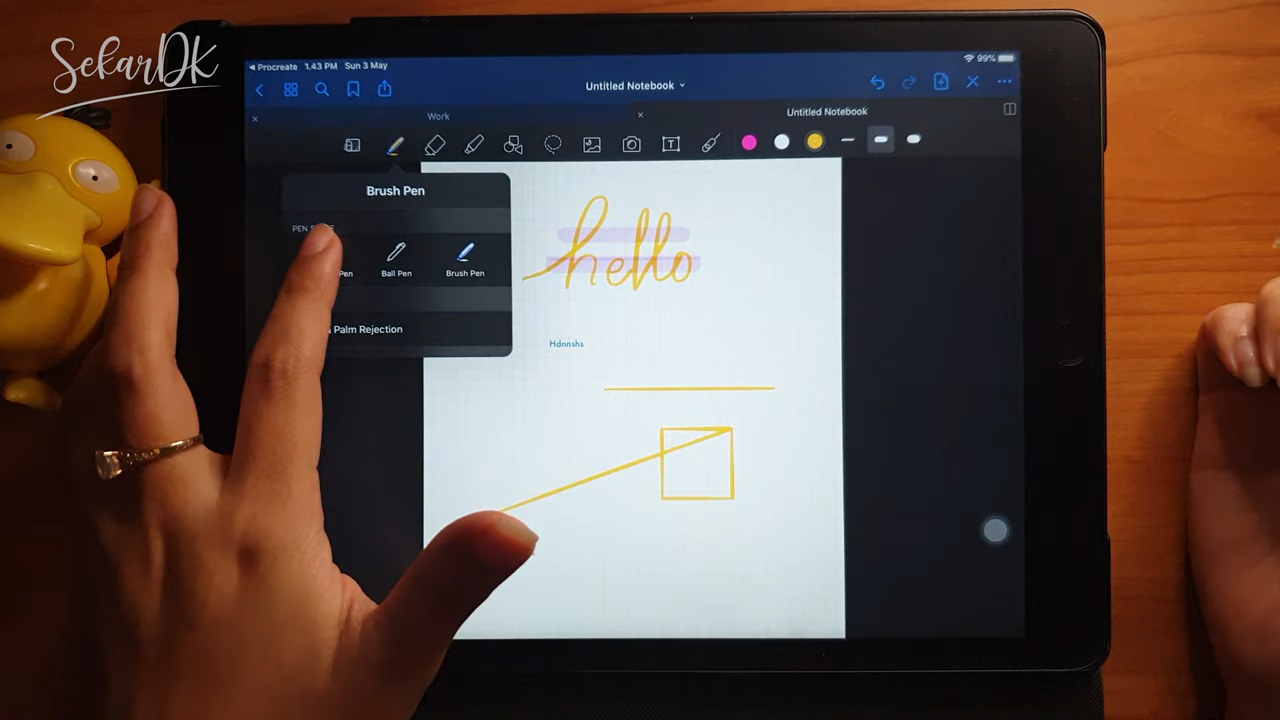 SekarDK
Procreate 1.43 PM Sun 3 May 99%
Untitled Notebook
Work
Untitled Notebook
T
Brush Pen
PEN
Pen Ball Pen Brush Pen
Palm Rejection
hello
Hdnnshs